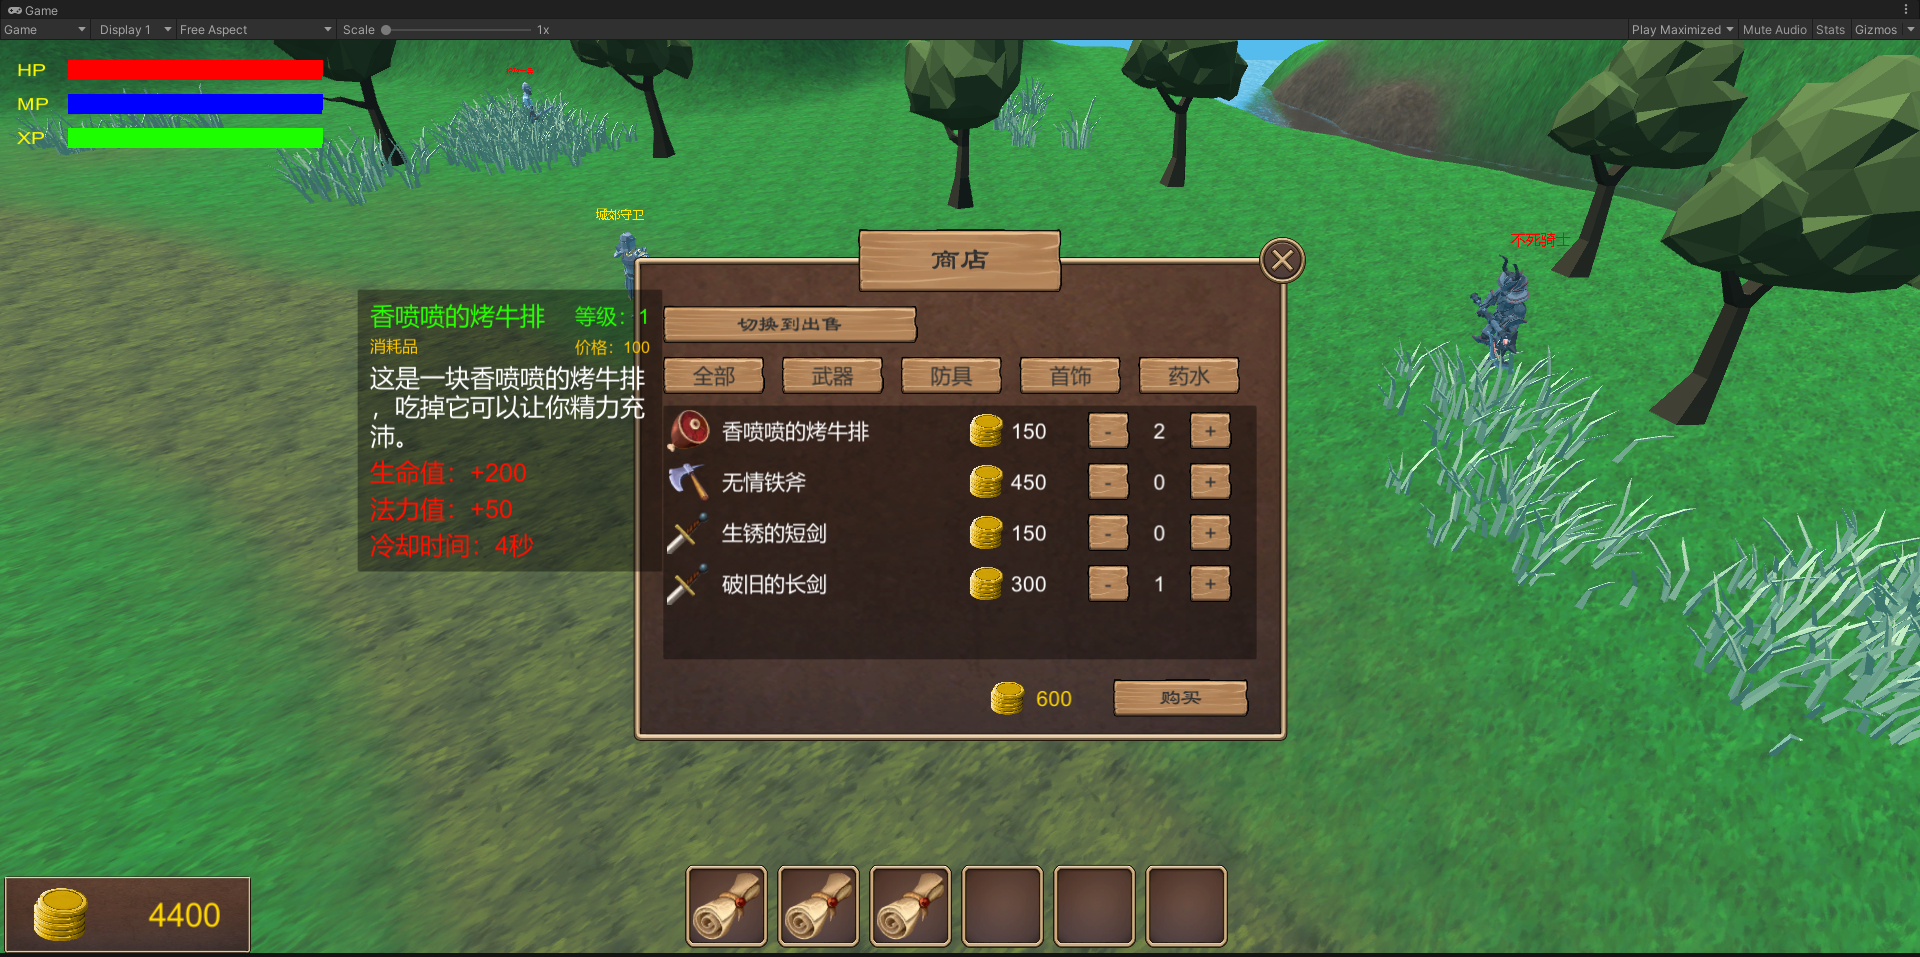 Game
Game
Display 1
Free Aspect
Scale
1x
Play Maximized
Mute Audio
Stats
Gizmos
HP
MP
XP
城郊守卫
不死骑士
商店
切换到出售
全部
武器
防具
首饰
药水
香喷喷的烤牛排
等级：1
消耗品
价格：100
这是一块香喷喷的烤牛排
，吃掉它可以让你精力充
沛。
生命值：+200
法力值：+50
冷却时间：4秒
香喷喷的烤牛排 150 - 2 +
无情铁斧 450 - 0 +
生锈的短剑 150 - 0 +
破旧的长剑 300 - 1 +
600
购买
4400